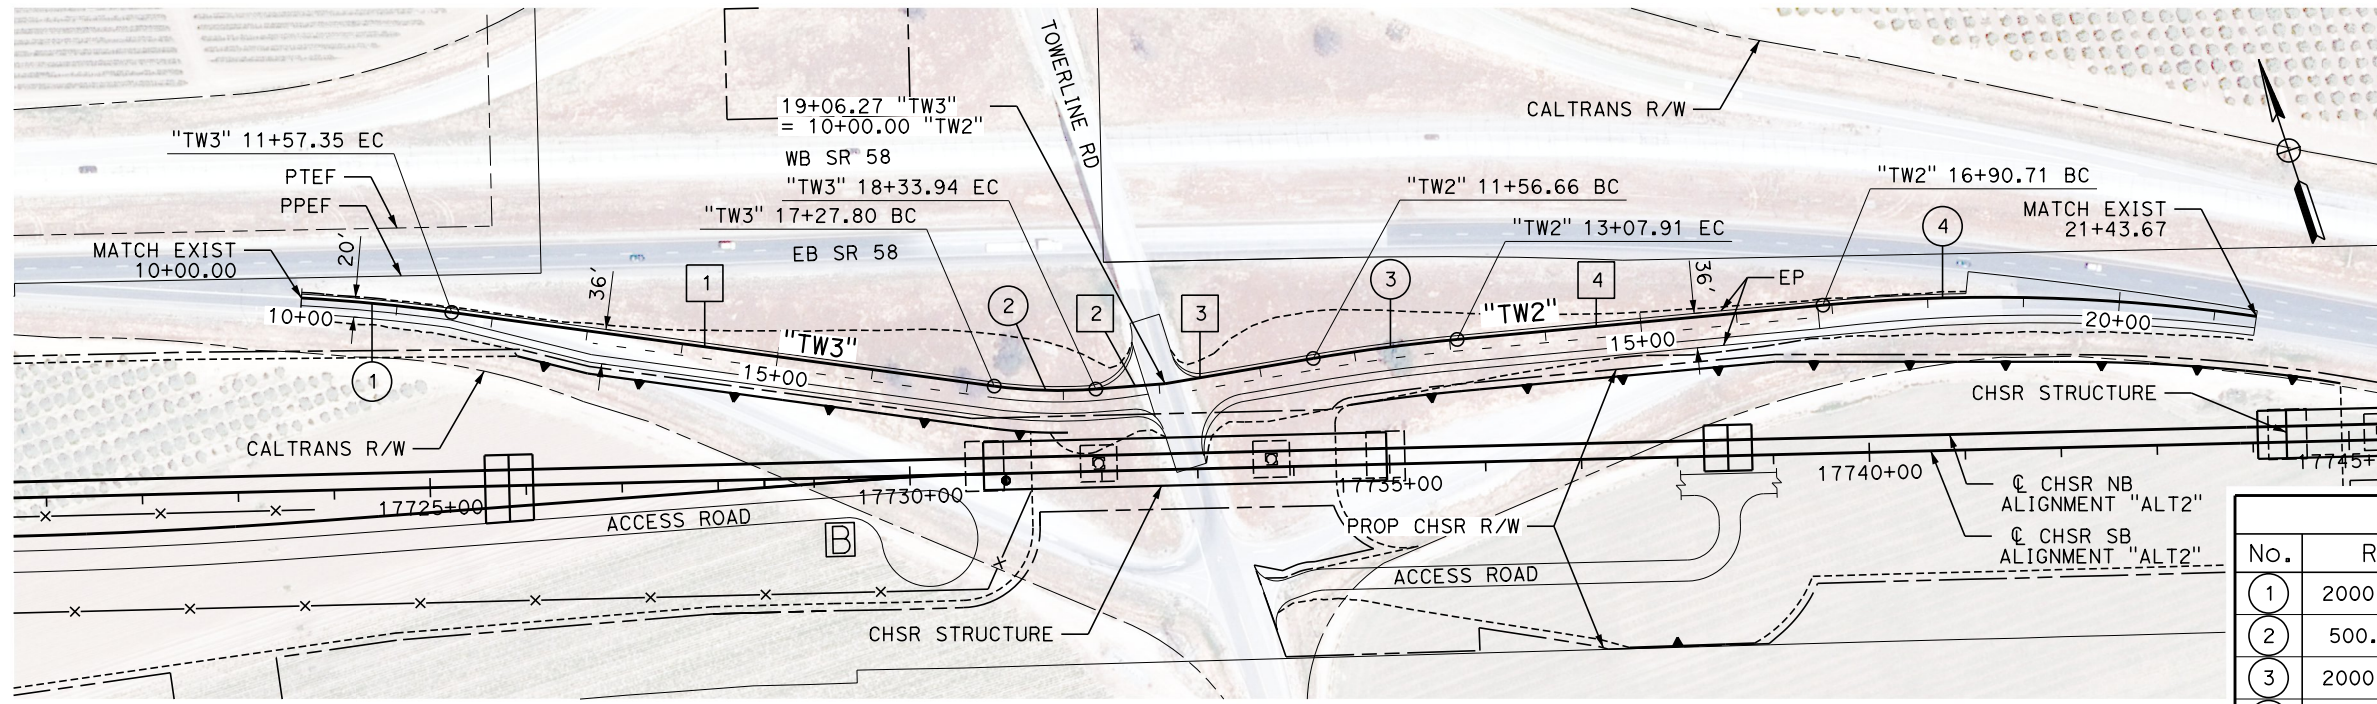 TOWERLINE RD
19+06.27 "TW3"
= 10+00.00 "TW2"
CALTRANS R/W
"TW3" 11+57.35 EC
WB SR 58
PTEF
"TW3" 18+33.94 EC
"TW2" 11+56.66 BC
"TW2" 16+90.71 BC
PPEF
"TW3" 17+27.80 BC
"TW2" 13+07.91 EC
MATCH EXIST
21+43.67
4
MATCH EXIST
10+00.00
20'
EB SR 58
36'
1
2
2
3
3
4
36'
EP
10+00
"TW3"
"TW2"
15+00
20+00
15+00
1
CALTRANS R/W
CHSR STRUCTURE
17725+00
17730+00
17735+00
17740+00
17745+
ACCESS ROAD
B
PROP CHSR R/W
℄ CHSR NB
ALIGNMENT "ALT2"
℄ CHSR SB
ALIGNMENT "ALT2"
ACCESS ROAD
CHSR STRUCTURE
No. R
1 2000
2 500.
3 2000